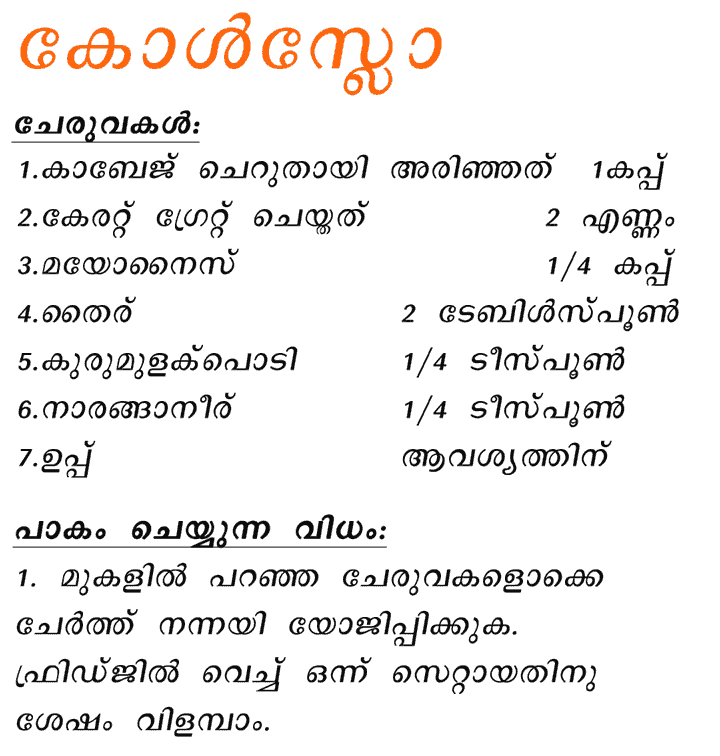 കോൾസ്ലോ
ചേരുവകൾ:
1.കാബേജ് ചെറുതായി അരിഞ്ഞത് 1കപ്പ്
2.കേരറ്റ് ഗ്രേറ്റ് ചെയ്തത് 2 എണ്ണം
3.മയോനൈസ് 1/4 കപ്പ്
4.തൈര് 2 ടേബിൾസ്പൂൺ
5.കുരുമുളക്പൊടി 1/4 ടീസ്പൂൺ
6.നാരങ്ങാനീര് 1/4 ടീസ്പൂൺ
7.ഉപ്പ് ആവശ്യത്തിന്
പാകം ചെയ്യുന്ന വിധം:
1. മുകളിൽ പറഞ്ഞ ചേരുവകളൊക്കെ
ചേർത്ത് നന്നയി യോജിപ്പിക്കുക.
ഫ്രിഡ്ജിൽ വെച്ച് ഒന്ന് സെറ്റായതിനു
ശേഷം വിളമ്പാം.